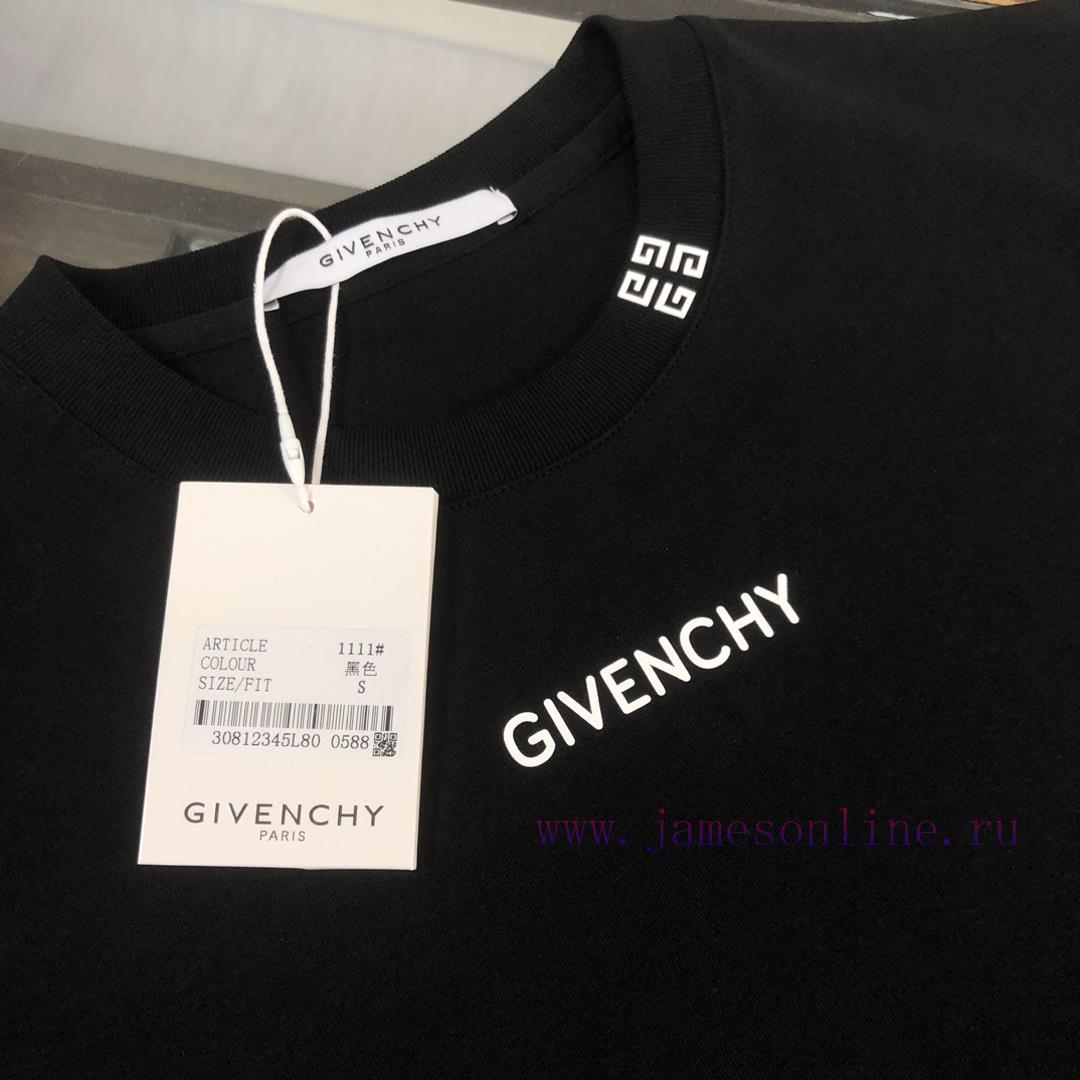 GIVENCHY
PARIS
GIVENCHY
ARTICLE 1111#
COLOUR 黑色
SIZE/FIT S
30812345L80 0588
GIVENCHY
PARIS
www.jamesonline.ru